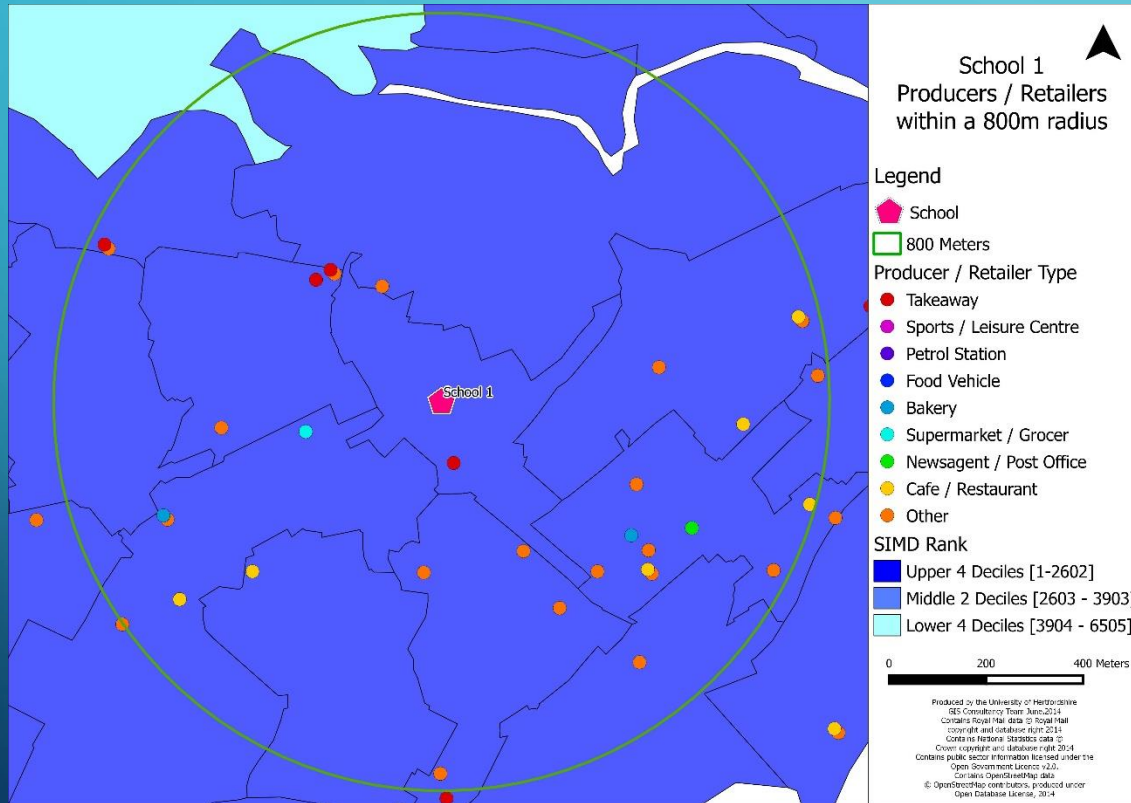 School 1
Producers / Retailers
within a 800m radius
Legend
School
800 Meters
Producer / Retailer Type
Takeaway
Sports / Leisure Centre
Petrol Station
Food Vehicle
Bakery
Supermarket / Grocer
Newsagent / Post Office
Cafe / Restaurant
Other
SIMD Rank
Upper 4 Deciles [1-2602]
Middle 2 Deciles [2603 - 3903]
Lower 4 Deciles [3904 - 6505]
0 200 400 Meters
Produced by the University of Hertfordshire
GIS Consultancy Team June,2014
Contains Royal Mail data © Royal Mail
copyright and database right 2014
Contains National Statistics data ©
Crown copyright and database right 2014
Contains public sector information licensed under the
Open Government Licence v2.0.
Contains OpenStreetMap data
© OpenStreetMap contributors, produced under
Open Database License, 2014
School 1